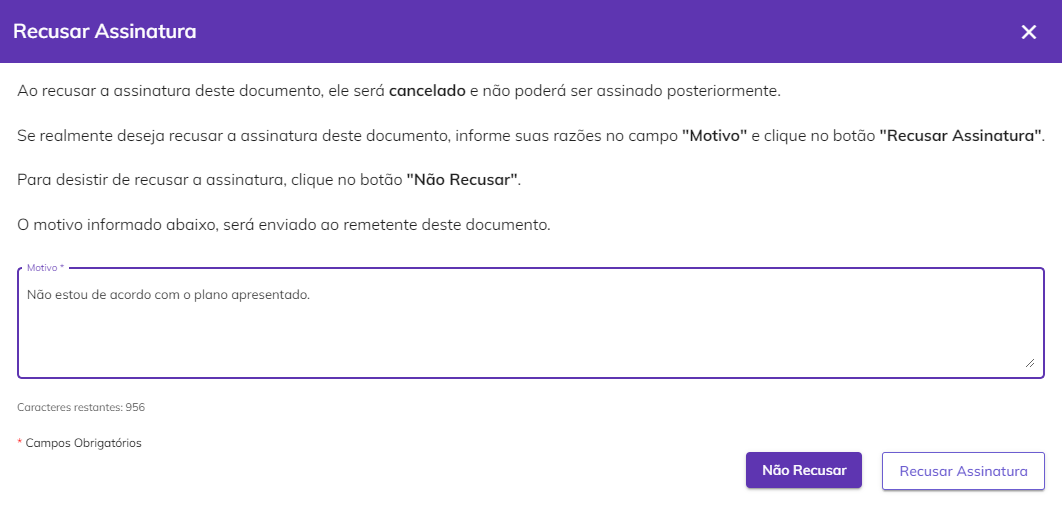 Recusar Assinatura
Ao recusar a assinatura deste documento, ele será cancelado e não poderá ser assinado posteriormente.
Se realmente deseja recusar a assinatura deste documento, informe suas razões no campo "Motivo" e clique no botão "Recusar Assinatura".
Para desistir de recusar a assinatura, clique no botão "Não Recusar".
O motivo informado abaixo, será enviado ao remetente deste documento.
Motivo *
Não estou de acordo com o plano apresentado.
Caracteres restantes: 956
* Campos Obrigatórios
Não Recusar
Recusar Assinatura